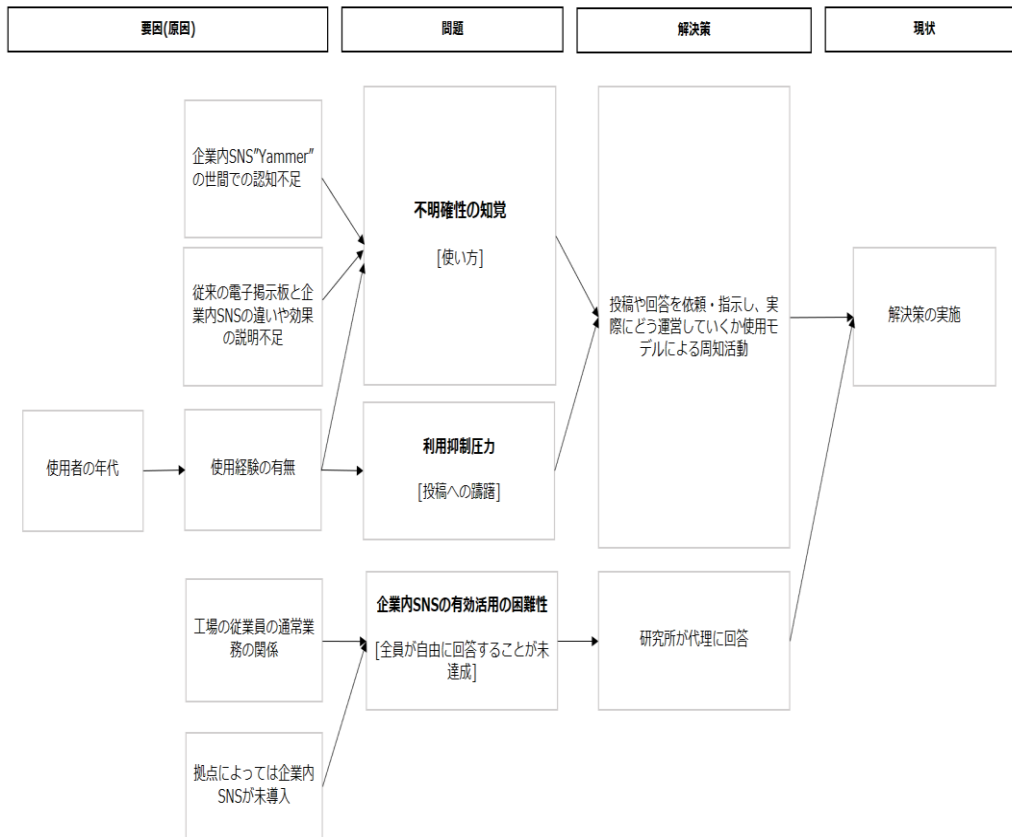 要因(原因)
問題
解決策
現状
企業内SNS”Yammer”
の世間での認知不足
従来の電子掲示板と企
業内SNSの違いや効果
の説明不足
使用者の年代
使用経験の有無
工場の従業員の通常業
務の関係
拠点によっては企業内
SNSが未導入
不明確性の知覚
[使い方]
利用抑制圧力
[投稿への躊躇]
企業内SNSの有効活用の困難性
[全員が自由に回答することが未
達成]
投稿や回答を依頼・指示し、実
際にどう運営していくか使用モ
デルによる周知活動
研究所が代理に回答
解決策の実施